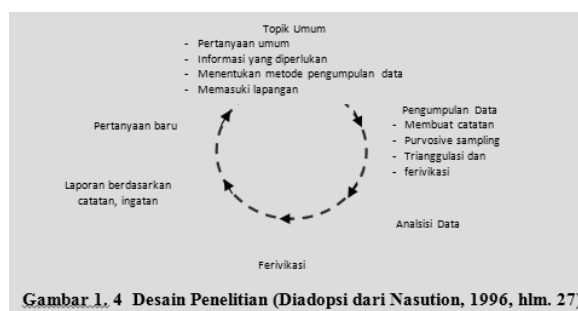 Topik Umum
- Pertanyaan umum
- Informasi yang diperlukan
- Menentukan metode pengumpulan data
- Memasuki lapangan
Pengumpulan Data
- Membuat catatan
- Purvosive sampling
- Trianggulasi dan
- ferivikasi
Analsisi Data
Ferivikasi
Laporan berdasarkan
catatan, ingatan
Pertanyaan baru
Gambar 1. 4 Desain Penelitian (Diadopsi dari Nasution, 1996, hlm. 27)